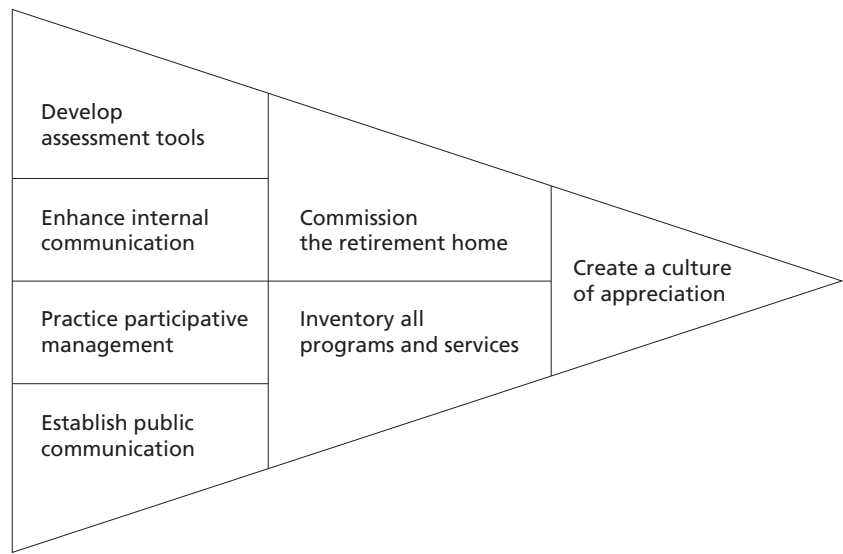 Develop
assessment tools
Enhance internal
communication
Practice participative
management
Establish public
communication
Commission
the retirement home
Inventory all
programs and services
Create a culture
of appreciation